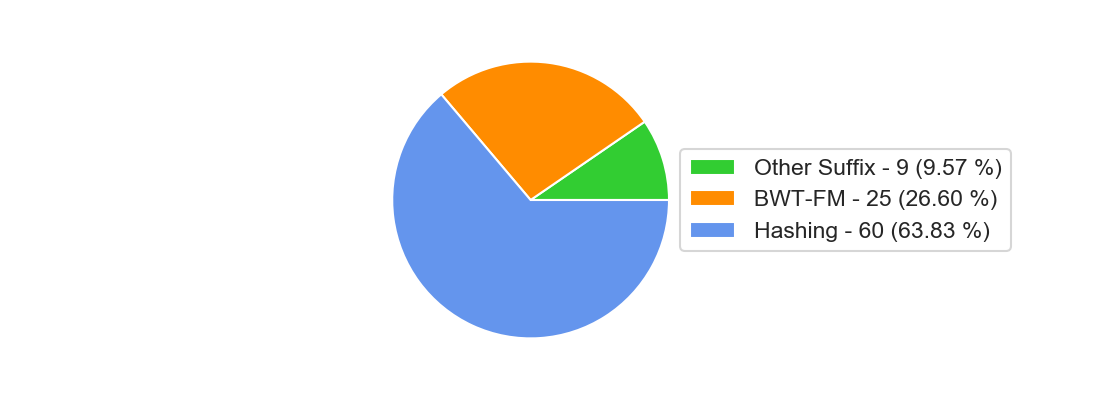 Other Suffix - 9 (9.57 %)
BWT-FM - 25 (26.60 %)
Hashing - 60 (63.83 %)